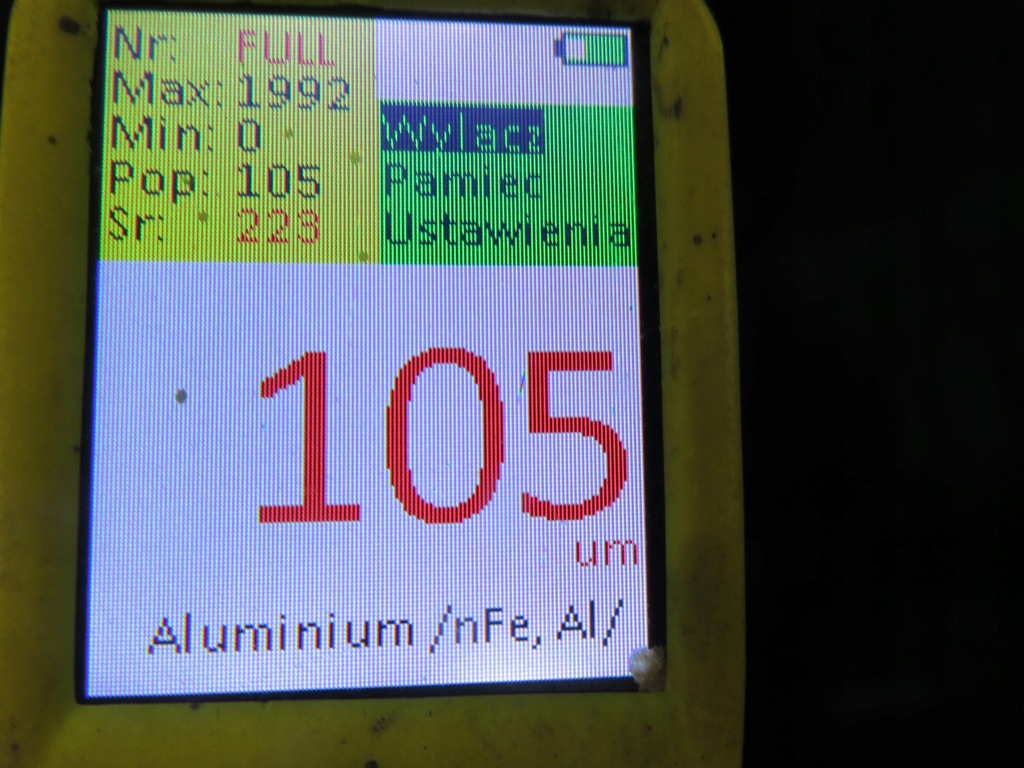 Nr: FULL
Max: 1992
Min: 0
Pop: 105
Sr: 223
Wylacz
Pamiec
Ustawienia
105
um
Aluminium /nFe, Al/